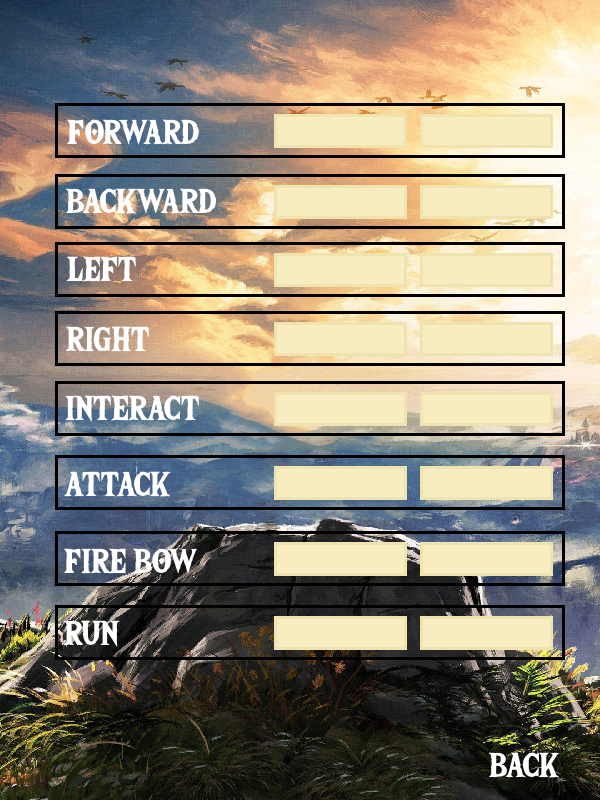 FORWARD
BACKWARD
LEFT
RIGHT
INTERACT
ATTACK
FIRE BOW
RUN
BACK